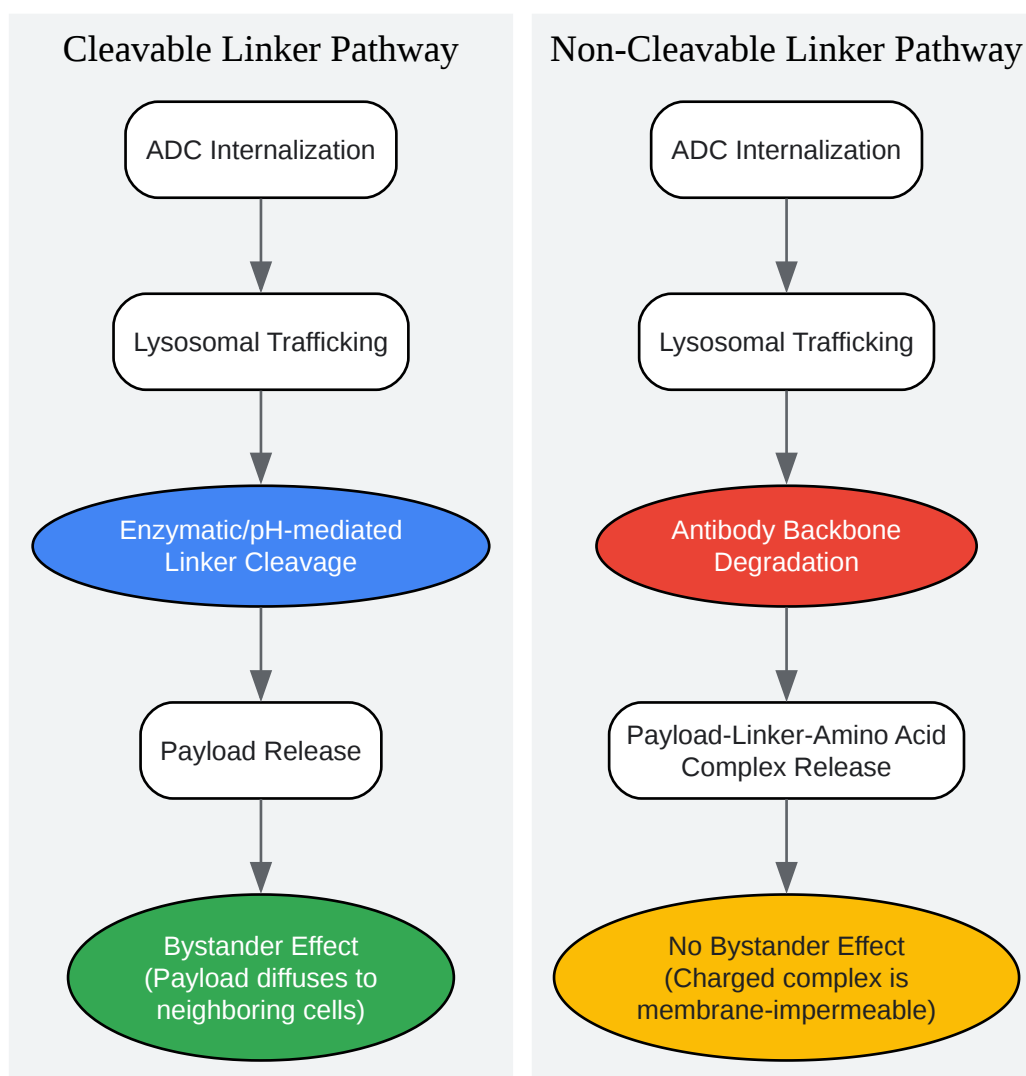 Cleavable Linker Pathway
ADC Internalization
Lysosomal Trafficking
Enzymatic/pH-mediated
Linker Cleavage
Payload Release
Bystander Effect
(Payload diffuses to
neighboring cells)
Non-Cleavable Linker Pathway
ADC Internalization
Lysosomal Trafficking
Antibody Backbone
Degradation
Payload-Linker-Amino Acid
Complex Release
No Bystander Effect
(Charged complex is
membrane-impermeable)